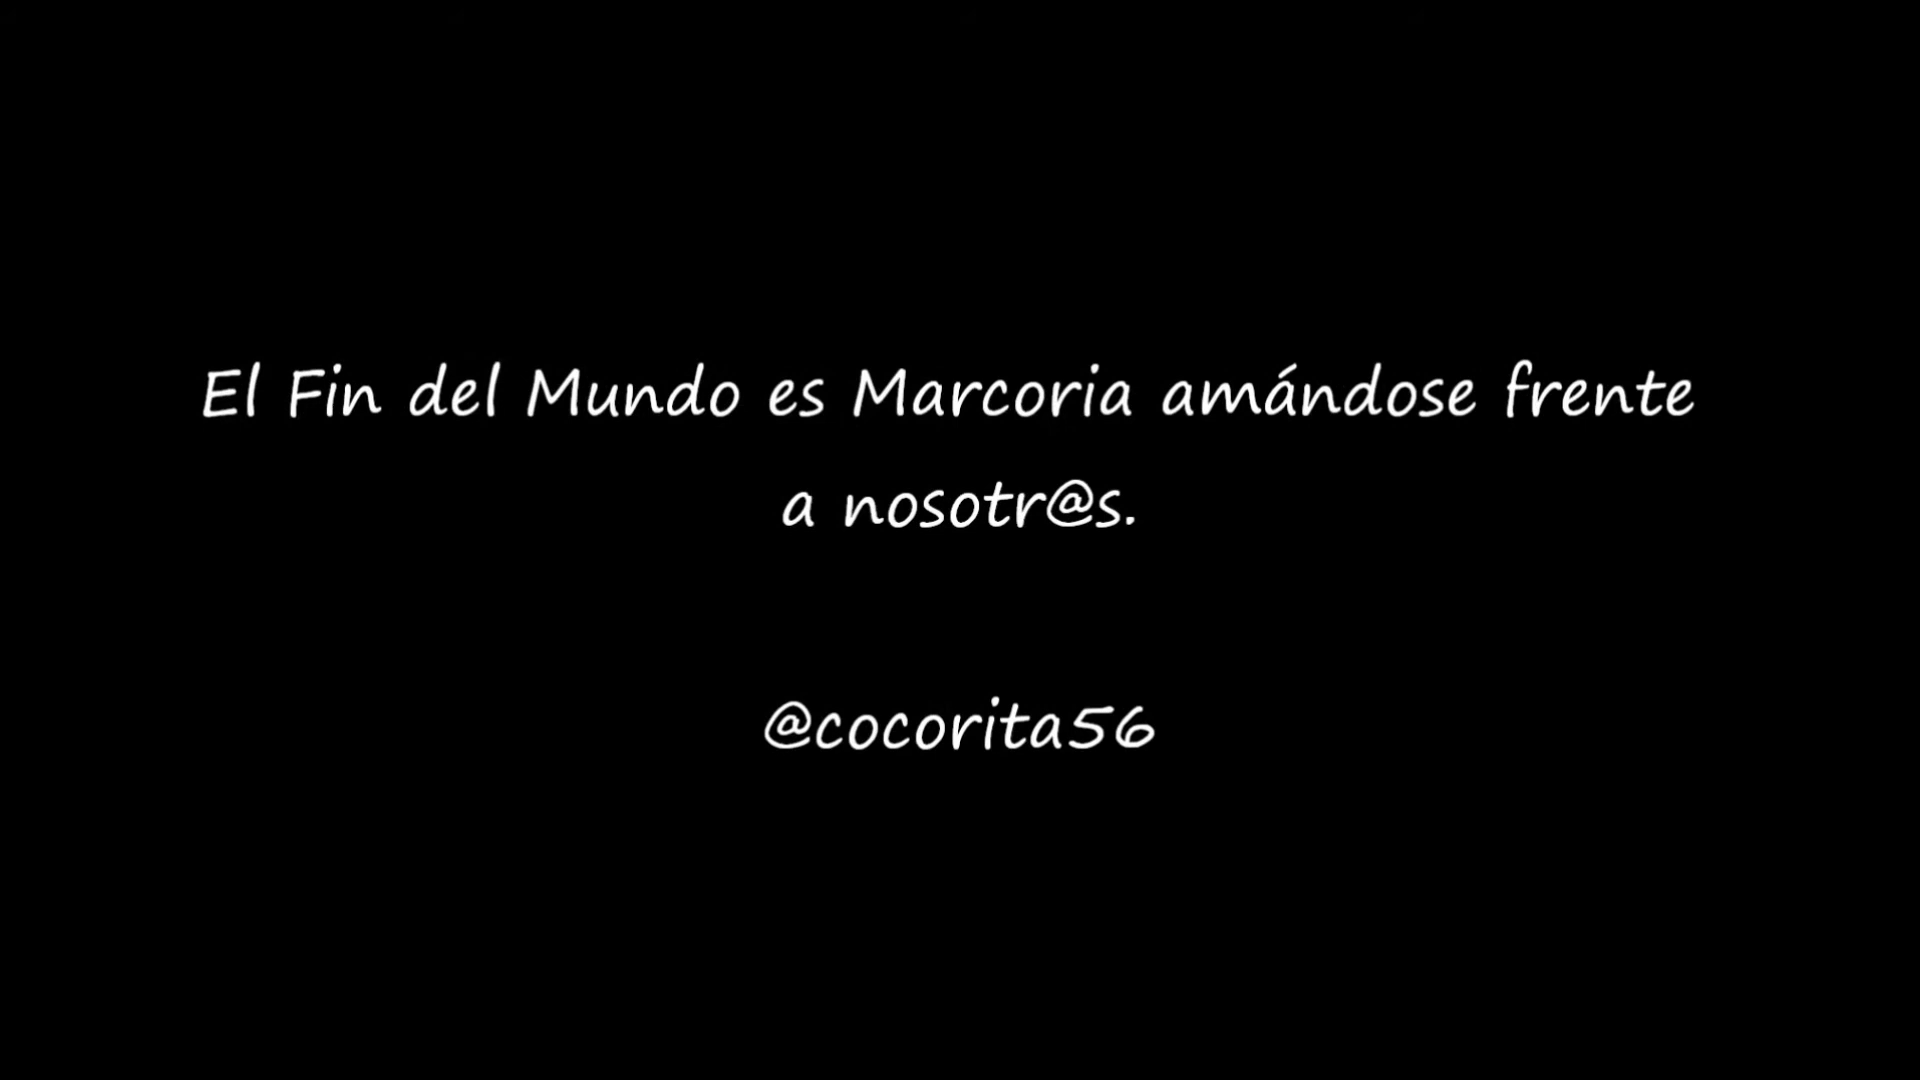 El Fin del Mundo es Marcoria amándose frente
a nosotr@s.
@cocorita56